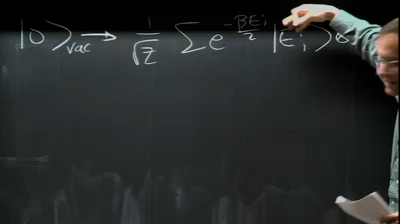 |0⟩_vac → 1/√Z Σ e^(-βE_i/2) |E_i⟩⊗